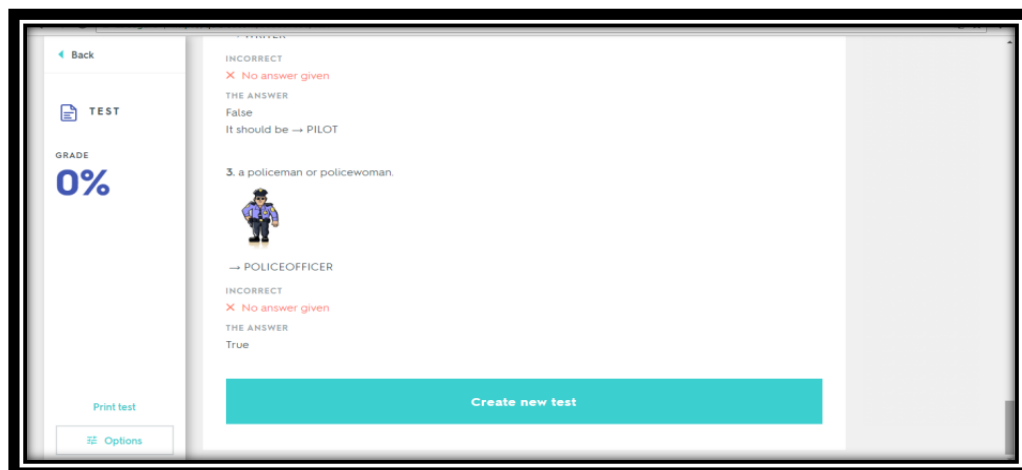 Back
TEST
GRADE
0%
Print test
Options
→ WRITER
INCORRECT
✕ No answer given
THE ANSWER
False
It should be → PILOT
3. a policeman or policewoman.
→ POLICEOFFICER
INCORRECT
✕ No answer given
THE ANSWER
True
Create new test